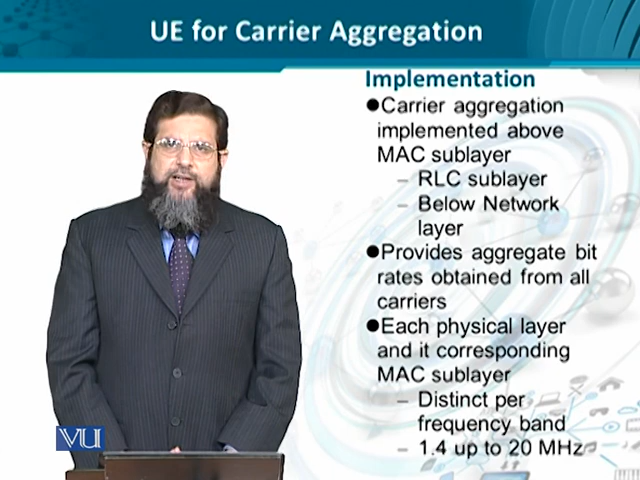 UE for Carrier Aggregation
Implementation
●Carrier aggregation
implemented above
MAC sublayer
– RLC sublayer
– Below Network
layer
●Provides aggregate bit
rates obtained from all
carriers
●Each physical layer
and it corresponding
MAC sublayer
– Distinct per
frequency band
– 1.4 up to 20 MHz
VU